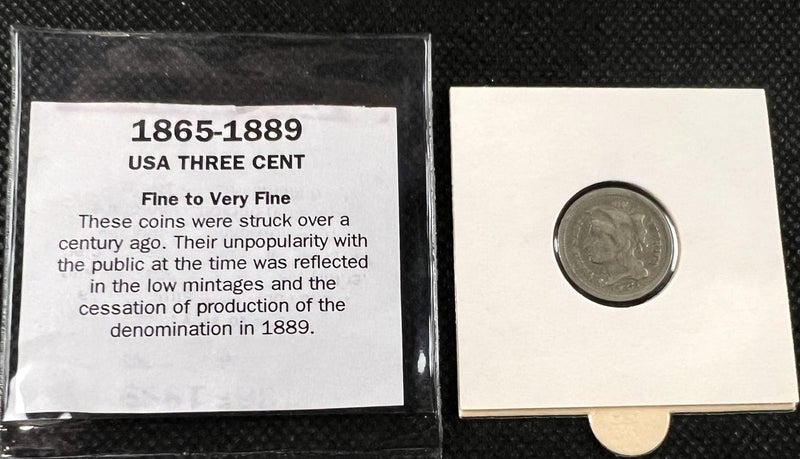 1865-1889
USA THREE CENT
Fine to Very Fine
These coins were struck over a
century ago. Their unpopularity with
the public at the time was reflected
in the low mintages and the
cessation of production of the
denomination in 1889.